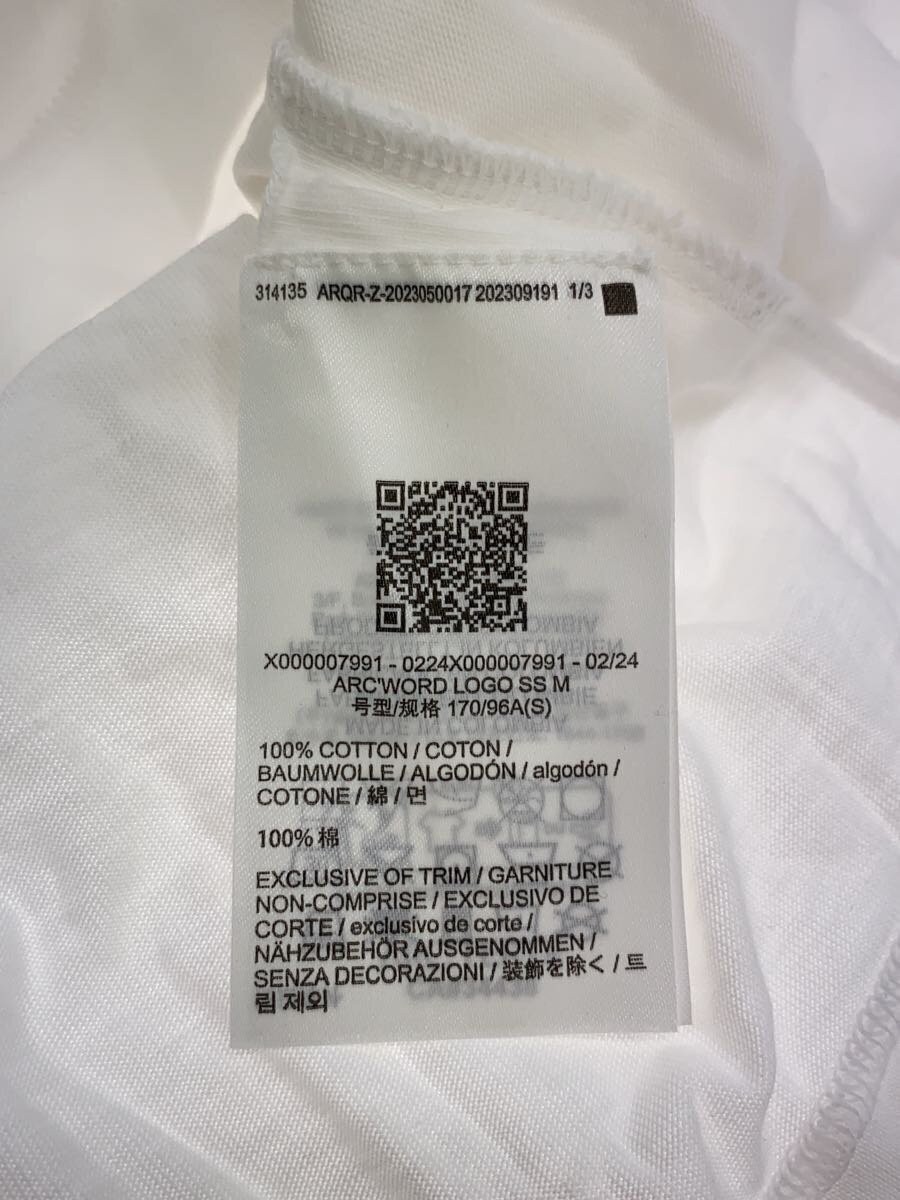 314135 ARQR-Z-2023050017 202309191 1/3
X000007991 - 0224X000007991 - 02/24
ARC'WORD LOGO SS M
号型/规格 170/96A(S)
100% COTTON / COTON /
BAUMWOLLE / ALGODÓN / algodón /
COTONE / 綿 / 면
100% 棉
EXCLUSIVE OF TRIM / GARNITURE
NON-COMPRISE / EXCLUSIVO DE
CORTE / exclusivo de corte /
NÄHZUBEHÖR AUSGENOMMEN /
SENZA DECORAZIONI / 装飾を除く / 트
림 제외